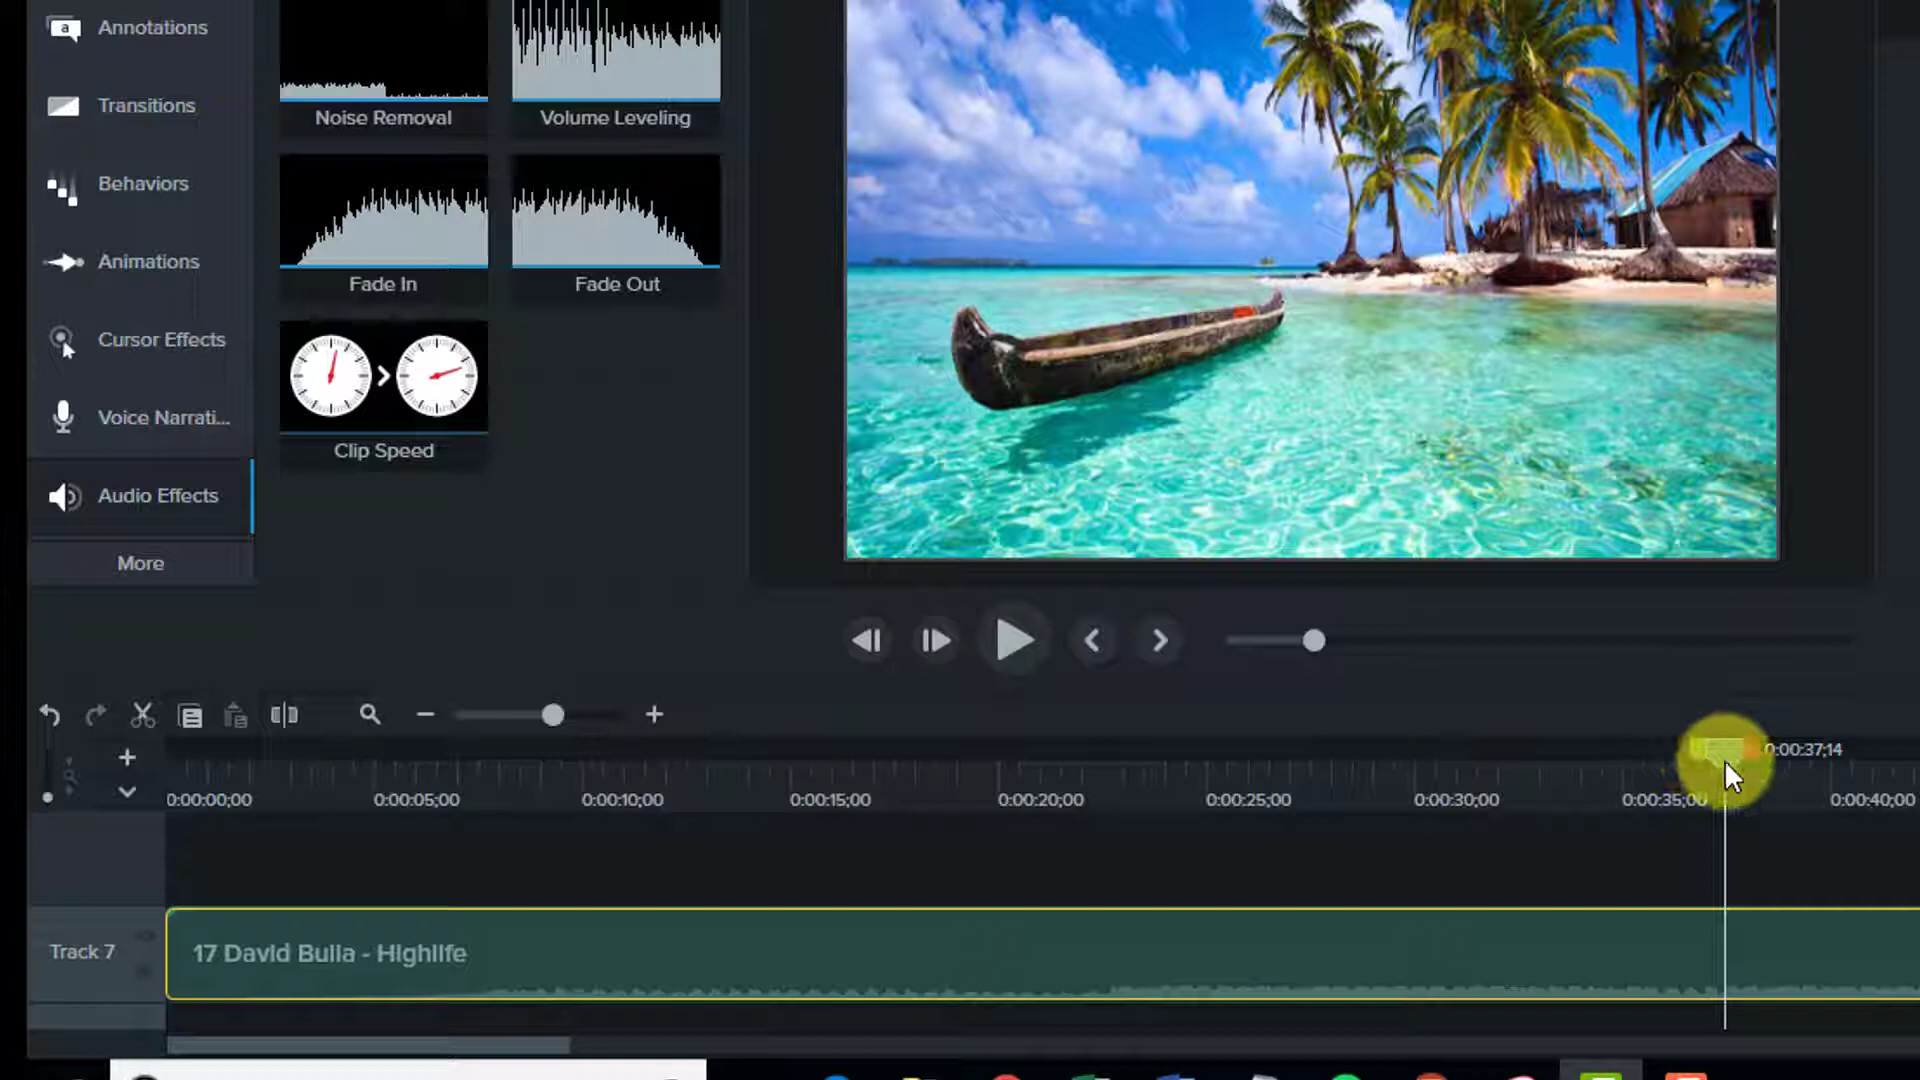 Annotations
Transitions
Behaviors
Animations
Cursor Effects
Voice Narrati...
Audio Effects
More
Noise Removal
Volume Leveling
Fade In
Fade Out
Clip Speed
0:00:37;14
0:00:00;00
0:00:05;00
0:00:10;00
0:00:15;00
0:00:20;00
0:00:25;00
0:00:30;00
0:00:35;00
0:00:40;00
Track 7
17 David Bulla - Highlife